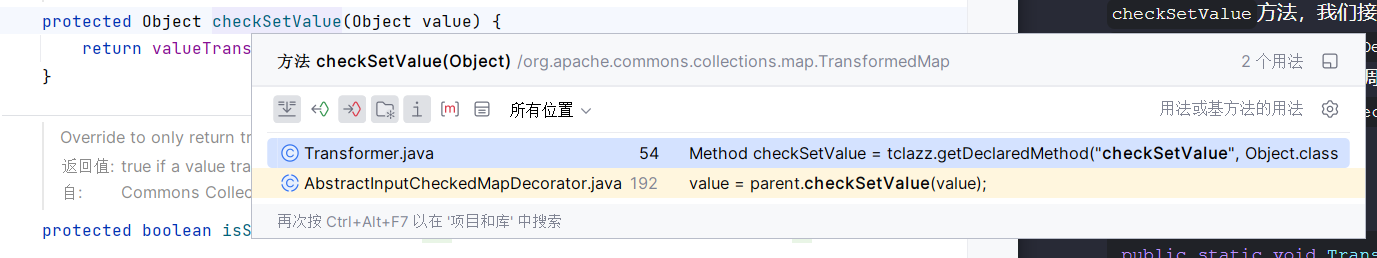 protected Object checkSetValue(Object value) {
return valueTrans
}
checkSetValue 方法，我们接
方法 checkSetValue(Object) /org.apache.commons.collections.map.TransformedMap
2 个用法
所有位置
用法或基方法的用法
Transformer.java 54 Method checkSetValue = tclazz.getDeclaredMethod("checkSetValue", Object.class
AbstractInputCheckedMapDecorator.java 192 value = parent.checkSetValue(value);
再次按 Ctrl+Alt+F7 以在 '项目和库' 中搜索
Override to only return tr
返回值: true if a value tra
自: Commons Collec
protected boolean isS
public static void Trans